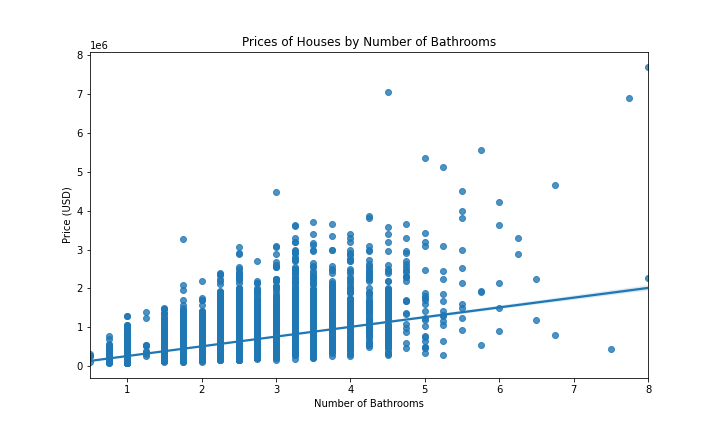 Prices of Houses by Number of Bathrooms
1e6
8
7
6
5
4
3
2
1
0
Price (USD)
1 2 3 4 5 6 7 8
Number of Bathrooms